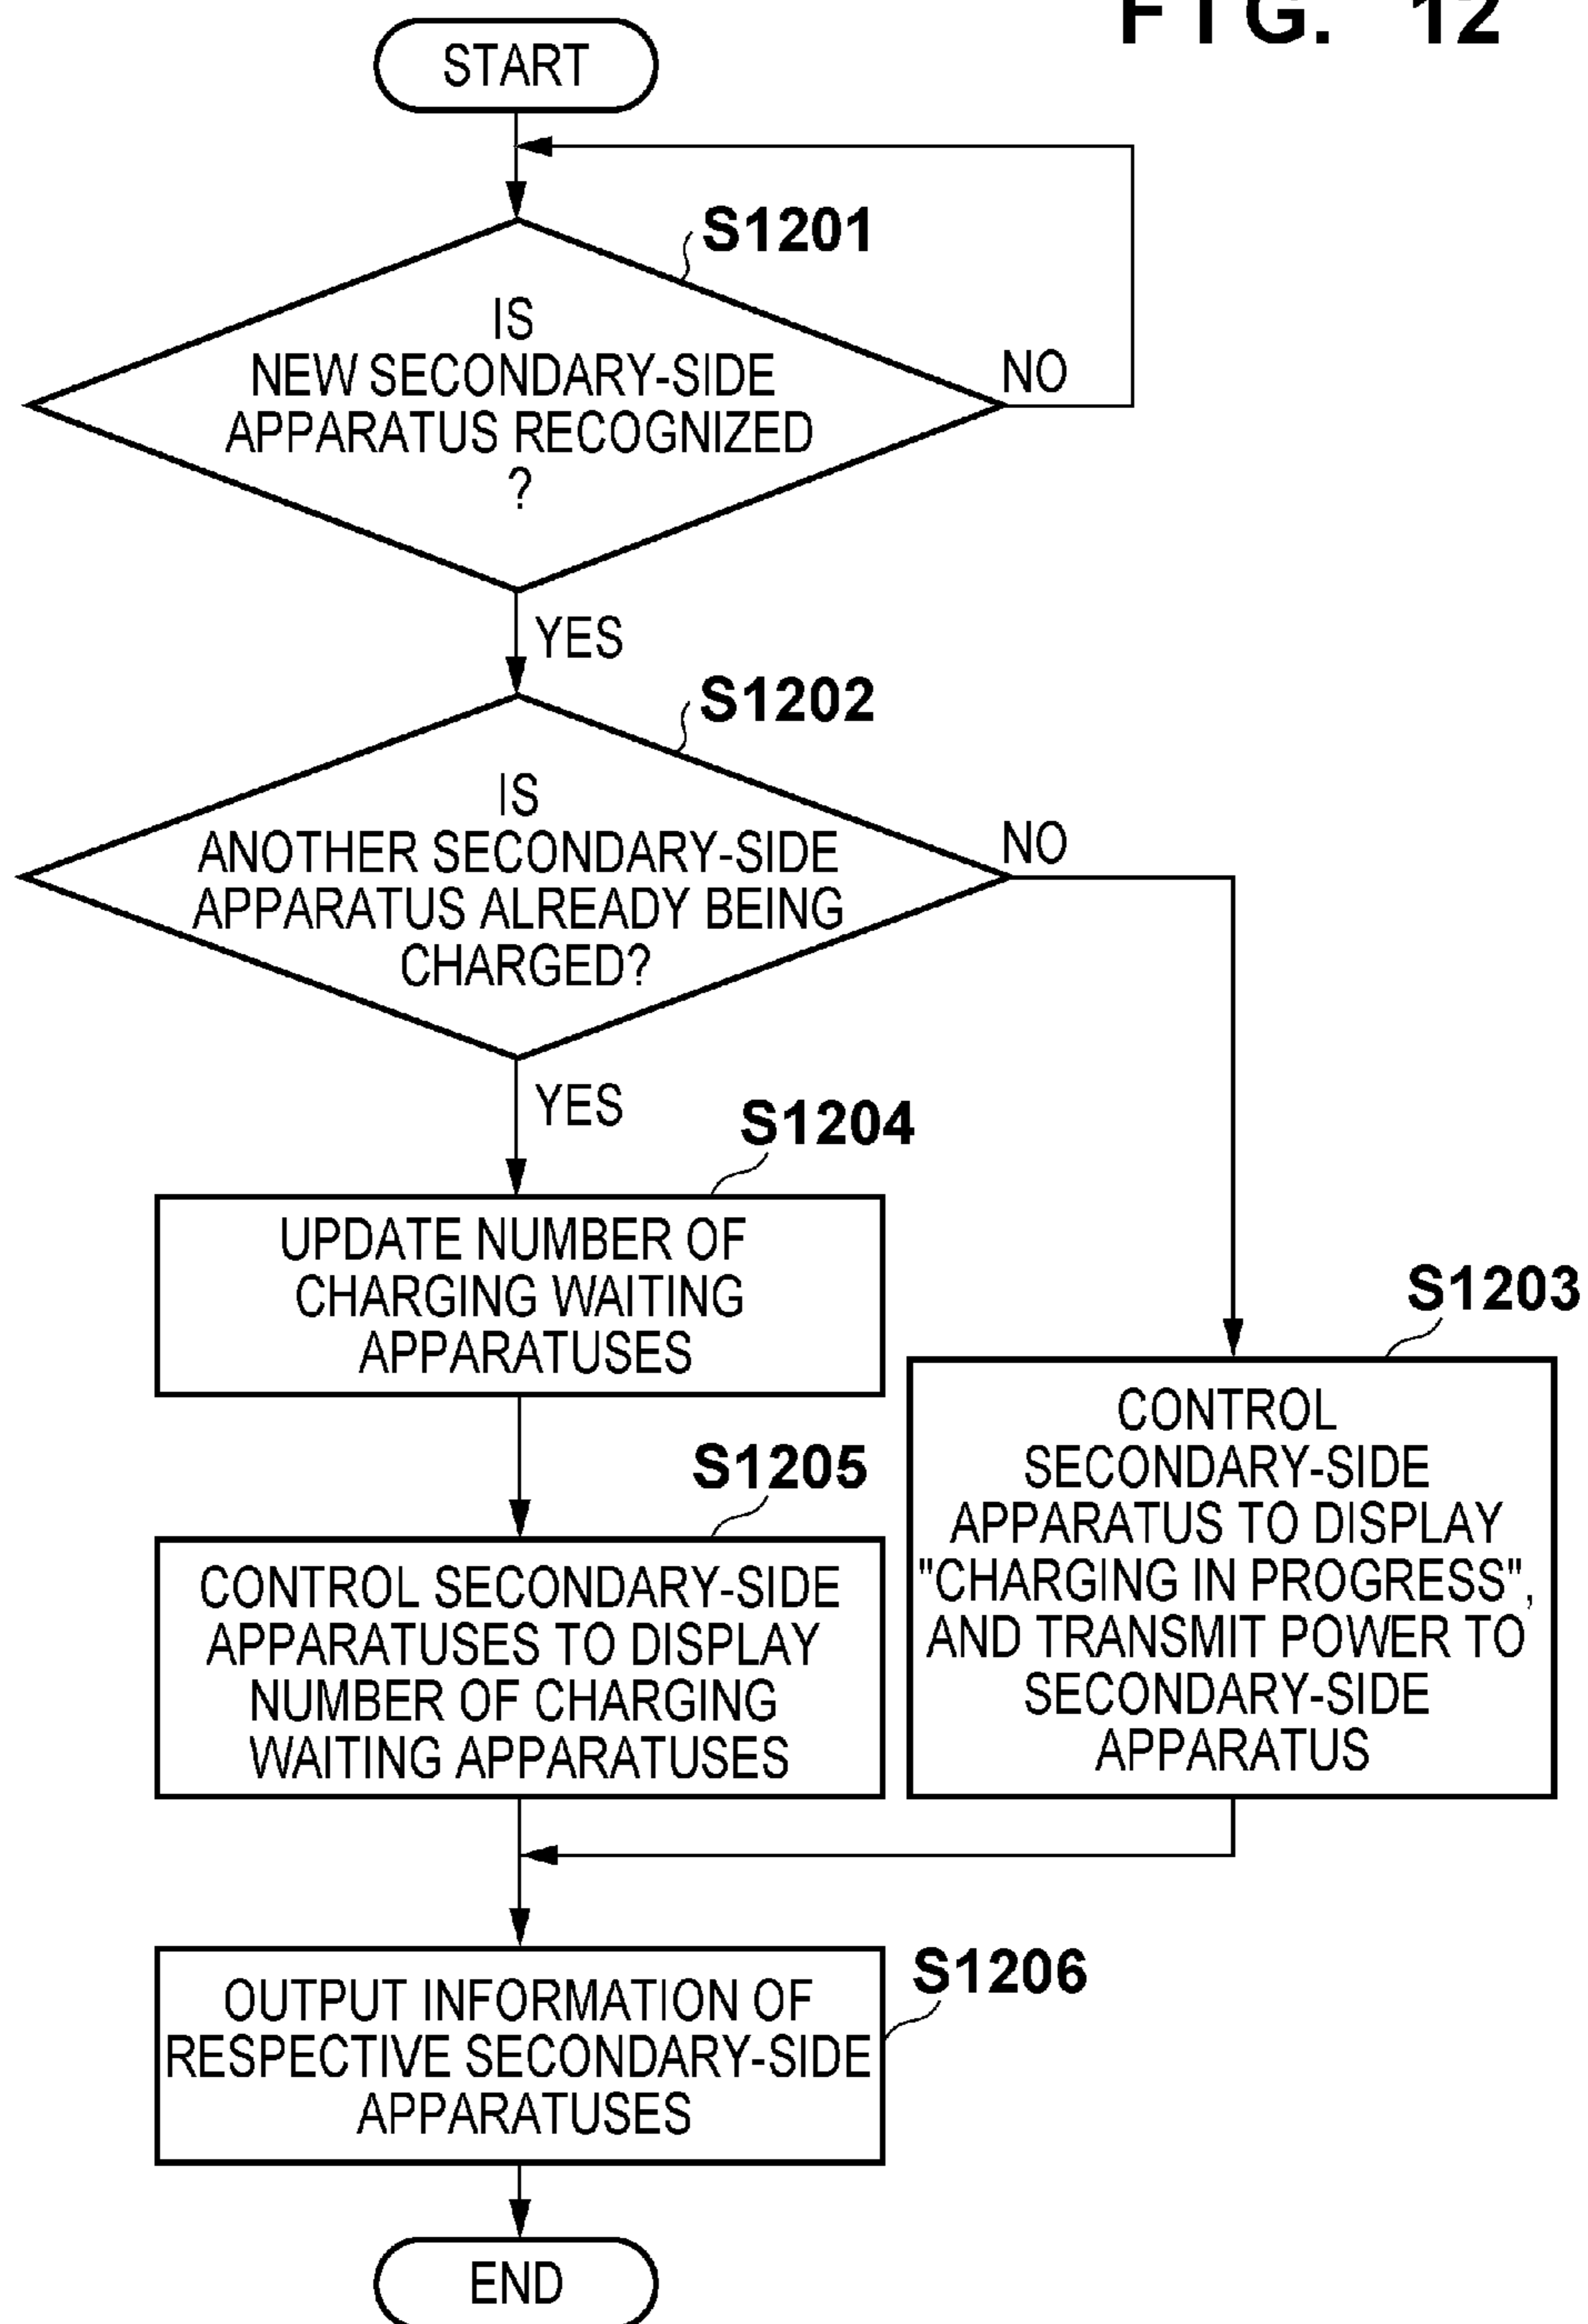 FIG. 12
START
S1201
IS
NEW SECONDARY-SIDE
APPARATUS RECOGNIZED
?
NO
YES
S1202
IS
ANOTHER SECONDARY-SIDE
APPARATUS ALREADY BEING
CHARGED?
NO
YES
S1204
UPDATE NUMBER OF
CHARGING WAITING
APPARATUSES
S1203
CONTROL
SECONDARY-SIDE
APPARATUS TO DISPLAY
"CHARGING IN PROGRESS",
AND TRANSMIT POWER TO
SECONDARY-SIDE
APPARATUS
S1205
CONTROL SECONDARY-SIDE
APPARATUSES TO DISPLAY
NUMBER OF CHARGING
WAITING APPARATUSES
S1206
OUTPUT INFORMATION OF
RESPECTIVE SECONDARY-SIDE
APPARATUSES
END